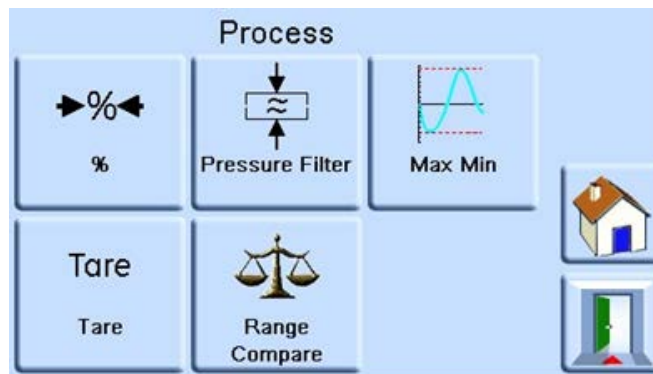 Process
%
%
Pressure Filter
Max Min
Tare
Tare
Range
Compare